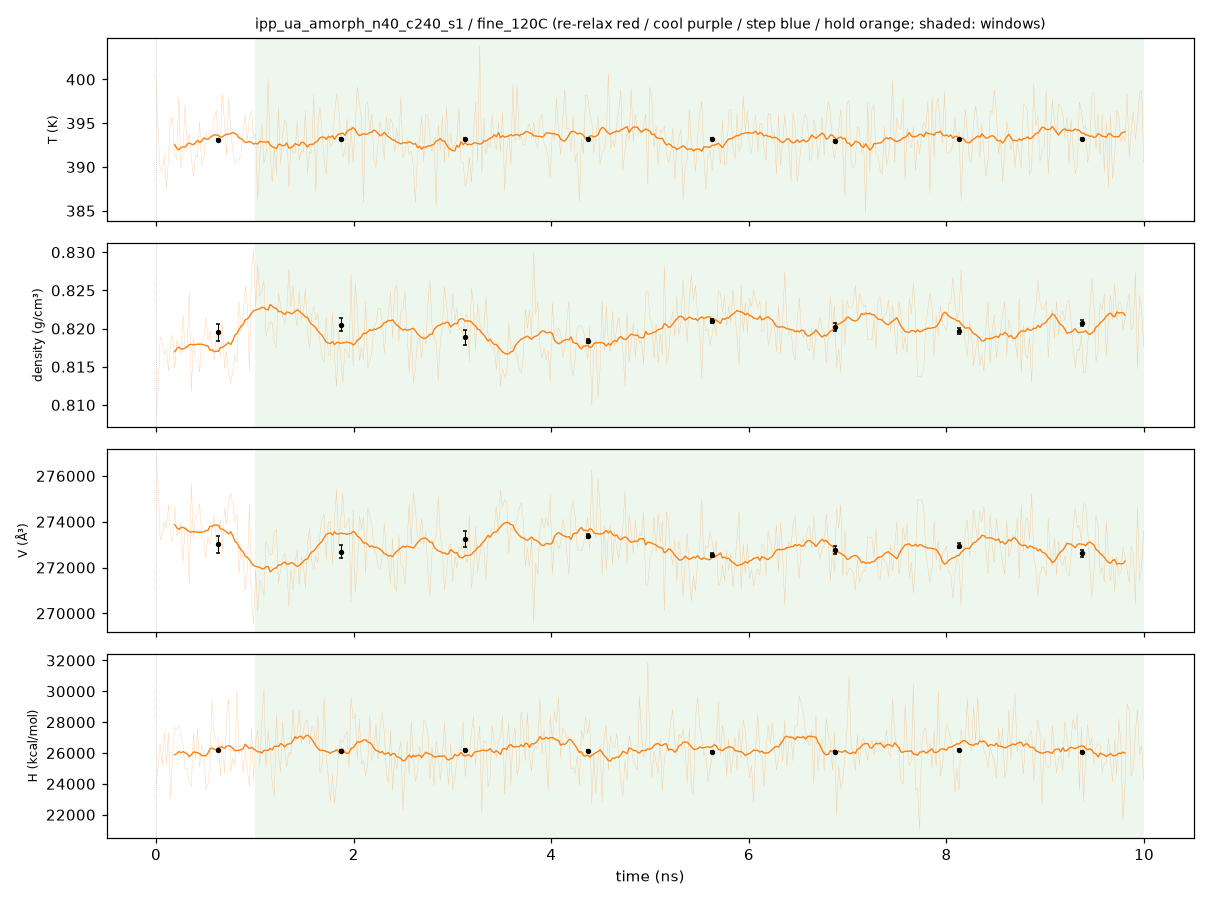 ipp_ua_amorph_n40_c240_s1 / fine_120C (re-relax red / cool purple / step blue / hold orange; shaded: windows)
T (K)
400
395
390
385
density (g/cm³)
0.830
0.825
0.820
0.815
0.810
V (Å³)
276000
274000
272000
270000
H (kcal/mol)
32000
30000
28000
26000
24000
22000
0 2 4 6 8 10
time (ns)